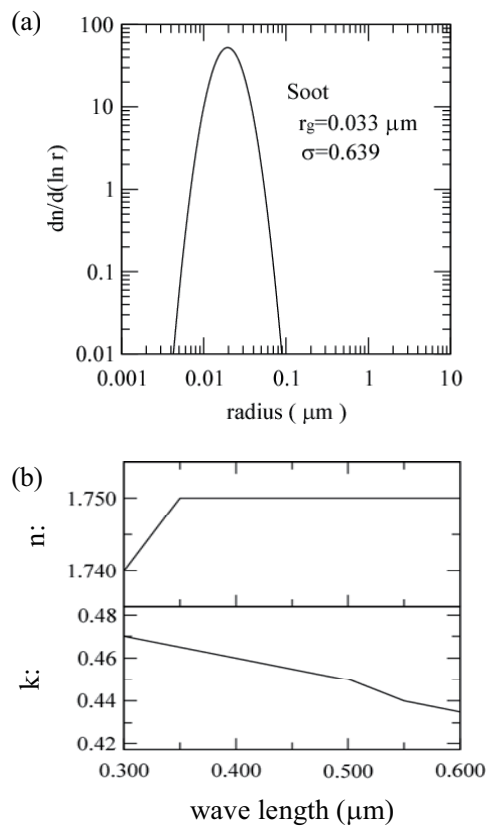 (a)
100
10
1
0.1
0.01
dn/d(ln r)
Soot
rg=0.033 μm
σ=0.639
0.001 0.01 0.1 1 10
radius ( μm )
(b)
1.750
1.740
n:
0.48
0.46
0.44
0.42
k:
0.300 0.400 0.500 0.600
wave length (μm)